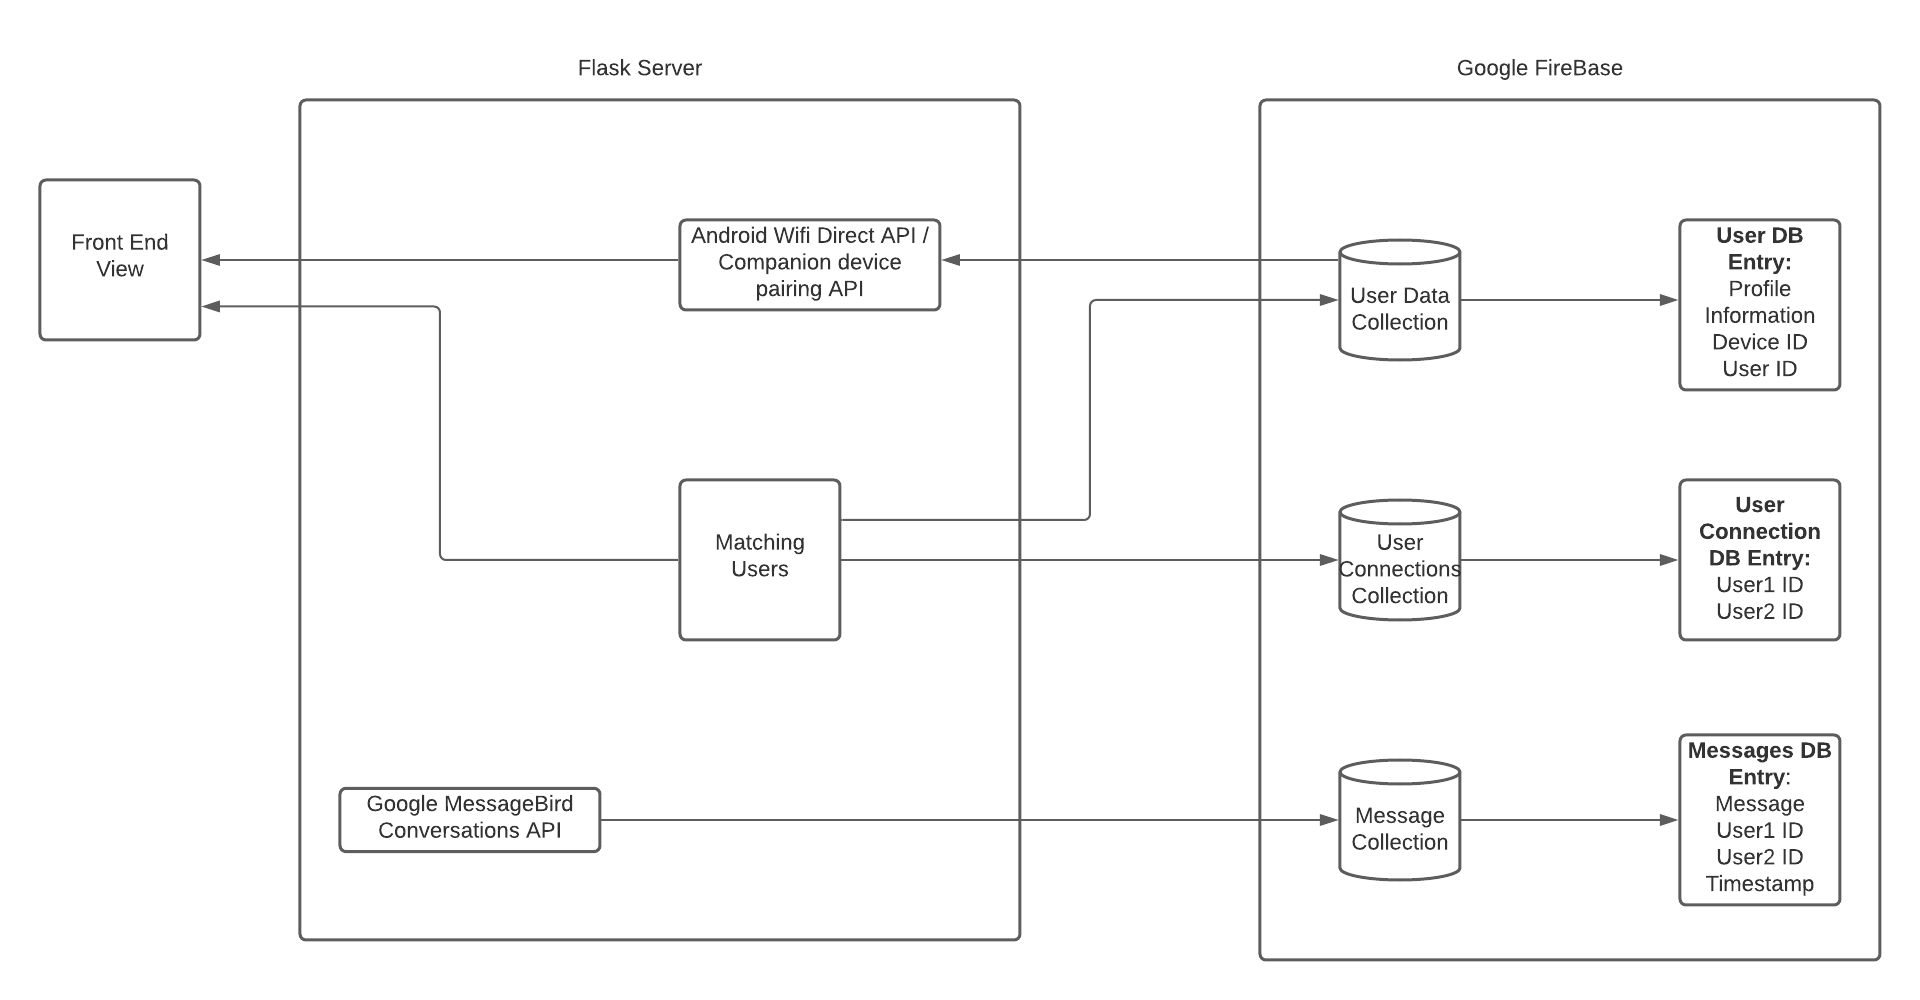 Flask Server
Google FireBase
Front End
View
Android Wifi Direct API /
Companion device
pairing API
User Data
Collection
User DB
Entry:
Profile
Information
Device ID
User ID
Matching
Users
User
Connections
Collection
User
Connection
DB Entry:
User1 ID
User2 ID
Google MessageBird
Conversations API
Message
Collection
Messages DB
Entry:
Message
User1 ID
User2 ID
Timestamp